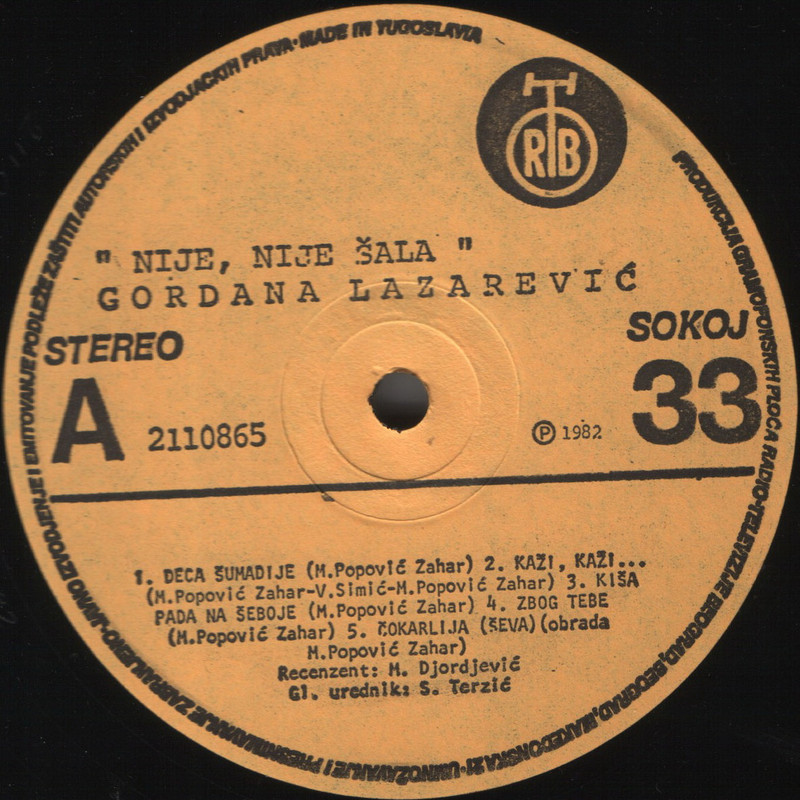 PRODUKCIJA GRAMOFONSKIH PLOČA RADIO-TELEVIZIJE BEOGRAD, BEOGRAD, MAKEDONSKA 21 · UMNOŽAVANJE I PRESNIMAVANJE ZABRANJENO · JAVNO IZVODJENJE I EMITOVANJE PODLEŽE ZAŠTITI AUTORSKIH I IZVODJAČKIH PRAVA · MADE IN YUGOSLAVIA
RTB
" NIJE, NIJE ŠALA "
GORDANA LAZAREVIĆ
STEREO
SOKOJ
A
2110865
℗ 1982
33
1. DECA ŠUMADIJE (M.Popović Zahar) 2. KAŽI, KAŽI...
(M.Popović Zahar-V.Simić-M.Popović Zahar) 3. KIŠA
PADA NA ŠEBOJE (M.Popović Zahar) 4. ZBOG TEBE
(M.Popović Zahar) 5. ČOKARLIJA (ŠEVA)(obrada
M.Popović Zahar)
Recenzent: M. Djordjević
Gl. urednik: S. Terzić